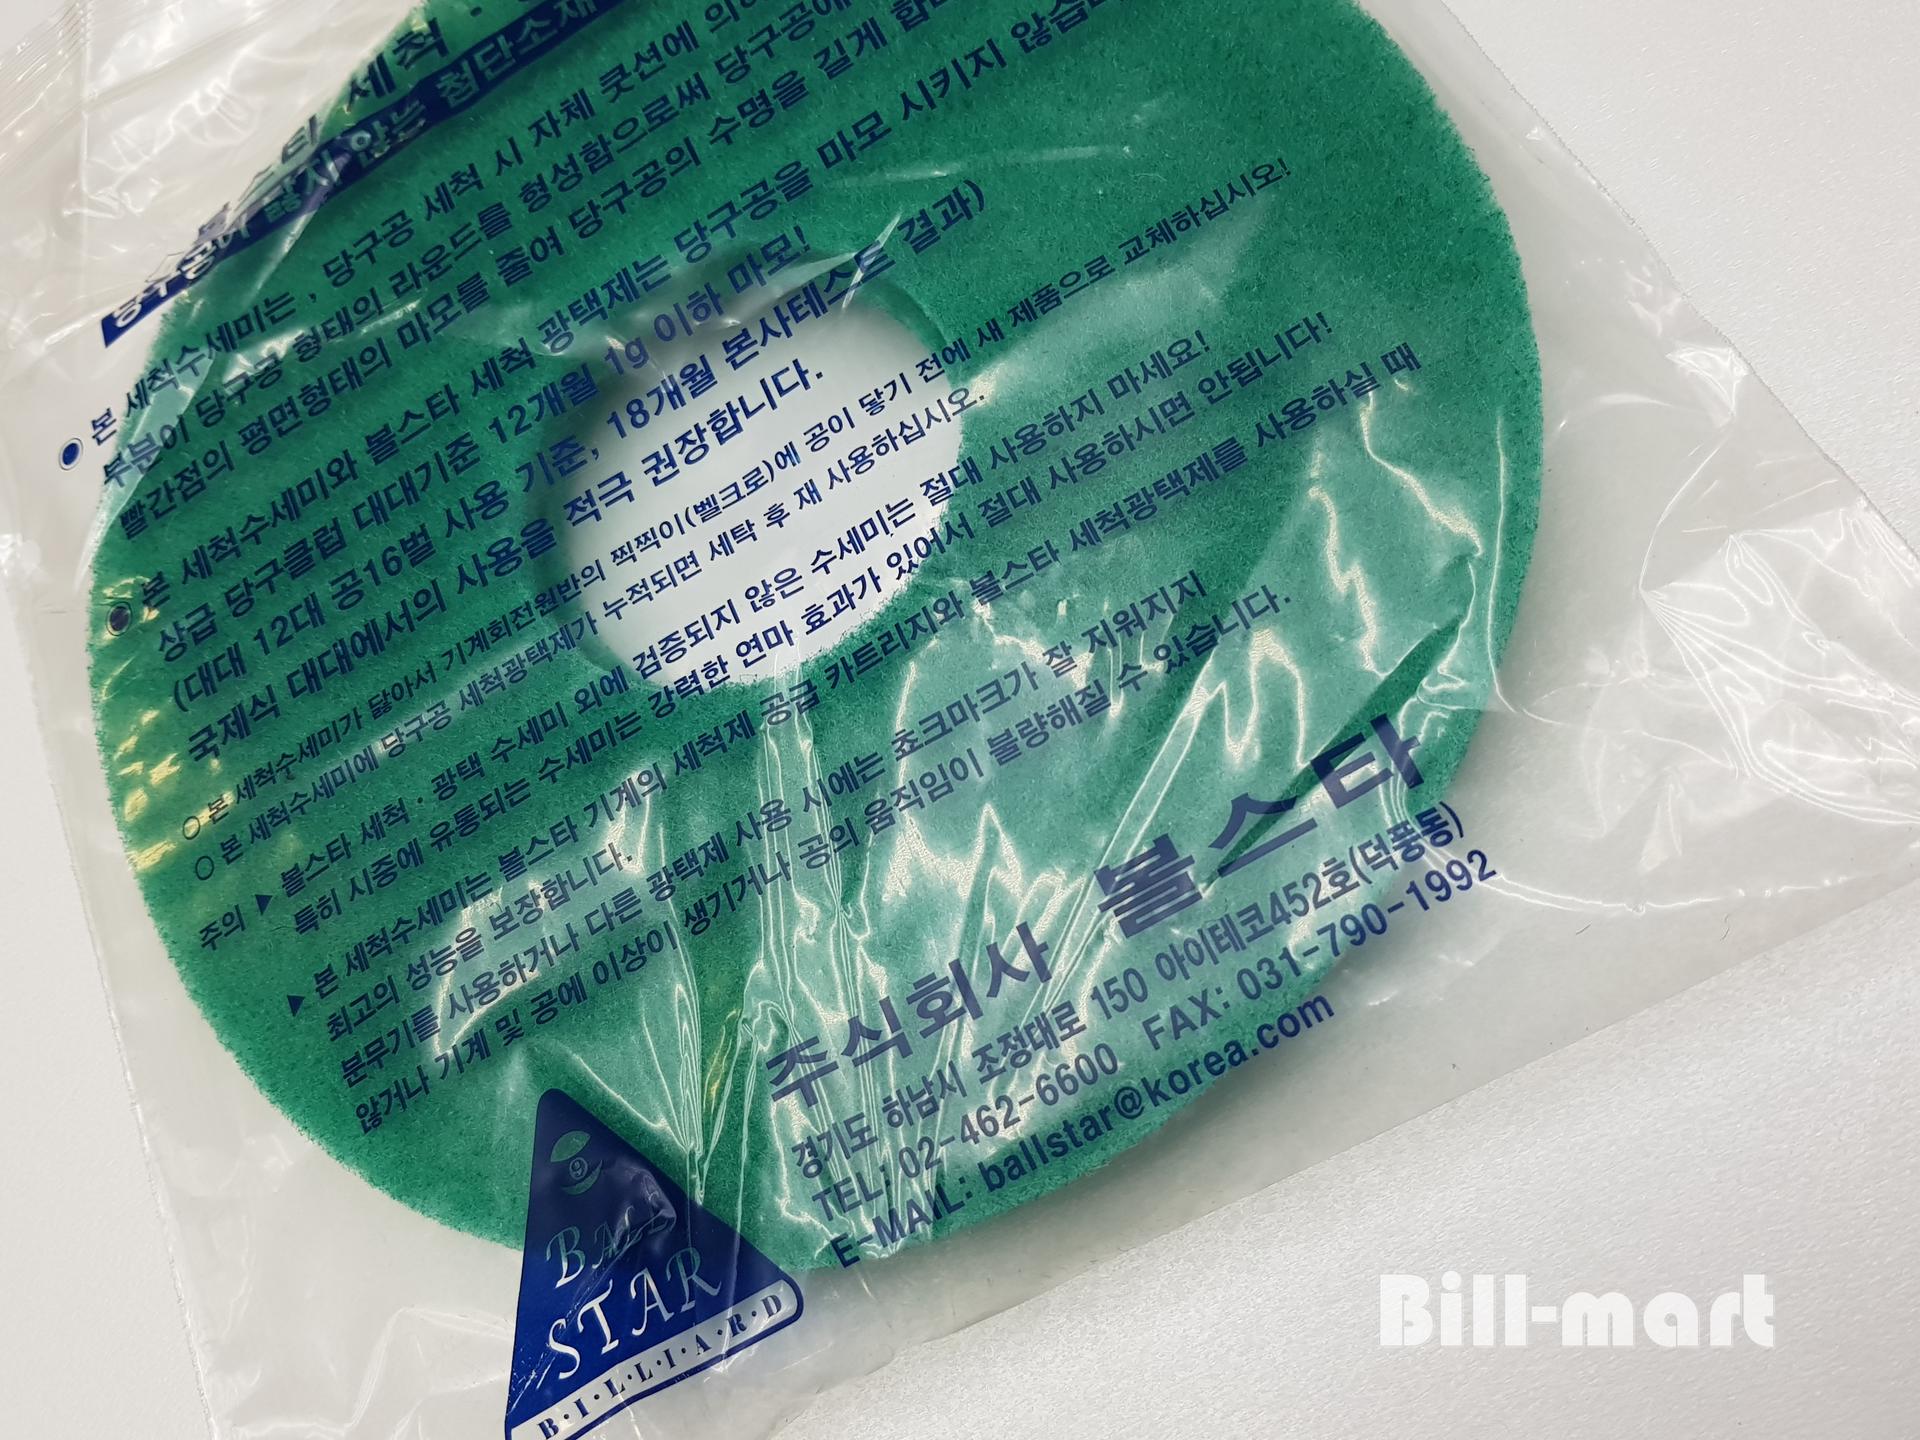 세척 ·
당구공이 닳지 않는 첨단소재
본 세척수세미는 , 당구공 세척 시 자체 쿳션에 의하
부분이 당구공 형태의 라운드를 형성함으로써 당구공에
빨간점의 평면형태의 마모를 줄여 당구공의 수명을 길게 합
본 세척수세미와 볼스타 세척 광택제는 당구공을 마모 시키지 않습
상급 당구클럽 대대기준 12개월 1g 이하 마모!
(대대 12대 공16벌 사용 기준, 18개월 본사테스트 결과)
국제식 대대에서의 사용을 적극 권장합니다.
○ 본 세척수세미가 닳아서 기계회전원반의 찍찍이(벨크로)에 공이 닿기 전에 새 제품으로 교체하십시오!
○ 본 세척수세미에 당구공 세척광택제가 누적되면 세탁 후 재 사용하십시오.
주의 ▶ 볼스타 세척 · 광택 수세미 외에 검증되지 않은 수세미는 절대 사용하지 마세요!
특히 시중에 유통되는 수세미는 강력한 연마 효과가 있어서 절대 사용하시면 안됩니다!
▶ 본 세척수세미는 볼스타 기계의 세척제 공급 카트리지와 볼스타 세척광택제를 사용하실 때
최고의 성능을 보장합니다.
분무기를 사용하거나 다른 광택제 사용 시에는 쵸크마크가 잘 지워지지
않거나 기계 및 공에 이상이 생기거나 공의 움직임이 불량해질 수 있습니다.
주식회사 볼스타
경기도 하남시 조정대로 150 아이테코452호(덕풍동)
TEL: 02-462-6600 FAX: 031-790-1992
E-MAIL: ballstar@korea.com
9
BALL
STAR
B·I·L·L·I·A·R·D
Bill-mart